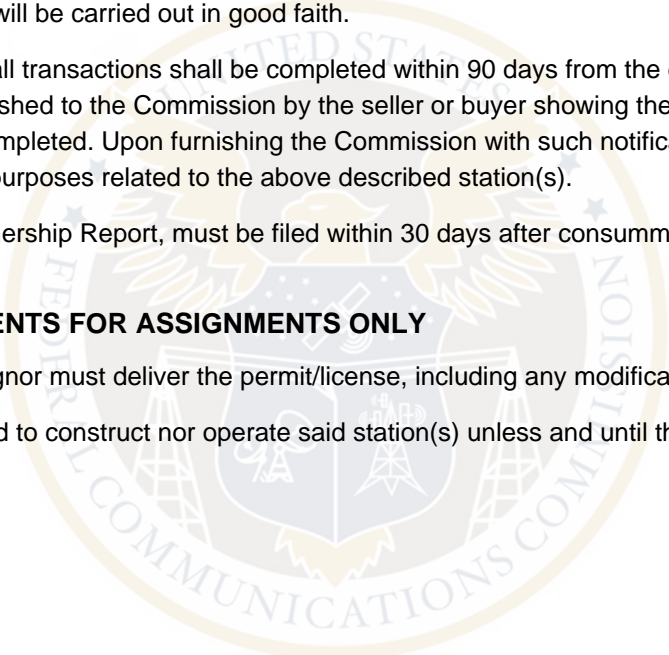 will be carried out in good faith.
all transactions shall be completed within 90 days from the
shed to the Commission by the seller or buyer showing the
mpleted. Upon furnishing the Commission with such notifica
purposes related to the above described station(s).
ership Report, must be filed within 30 days after consumm
ENTS FOR ASSIGNMENTS ONLY
gnor must deliver the permit/license, including any modifica
d to construct nor operate said station(s) unless and until th
UNITED STATES
FEDERAL COMMUNICATIONS COMMISSION